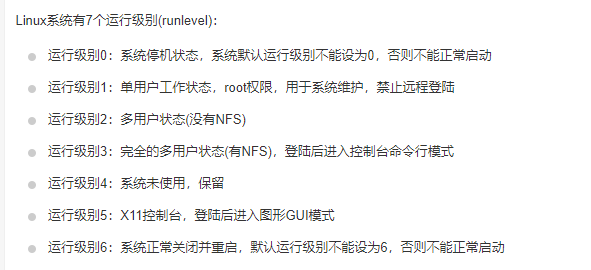 Linux系统有7个运行级别(runlevel)：
运行级别0：系统停机状态，系统默认运行级别不能设为0，否则不能正常启动
运行级别1：单用户工作状态，root权限，用于系统维护，禁止远程登陆
运行级别2：多用户状态(没有NFS)
运行级别3：完全的多用户状态(有NFS)，登陆后进入控制台命令行模式
运行级别4：系统未使用，保留
运行级别5：X11控制台，登陆后进入图形GUI模式
运行级别6：系统正常关闭并重启，默认运行级别不能设为6，否则不能正常启动